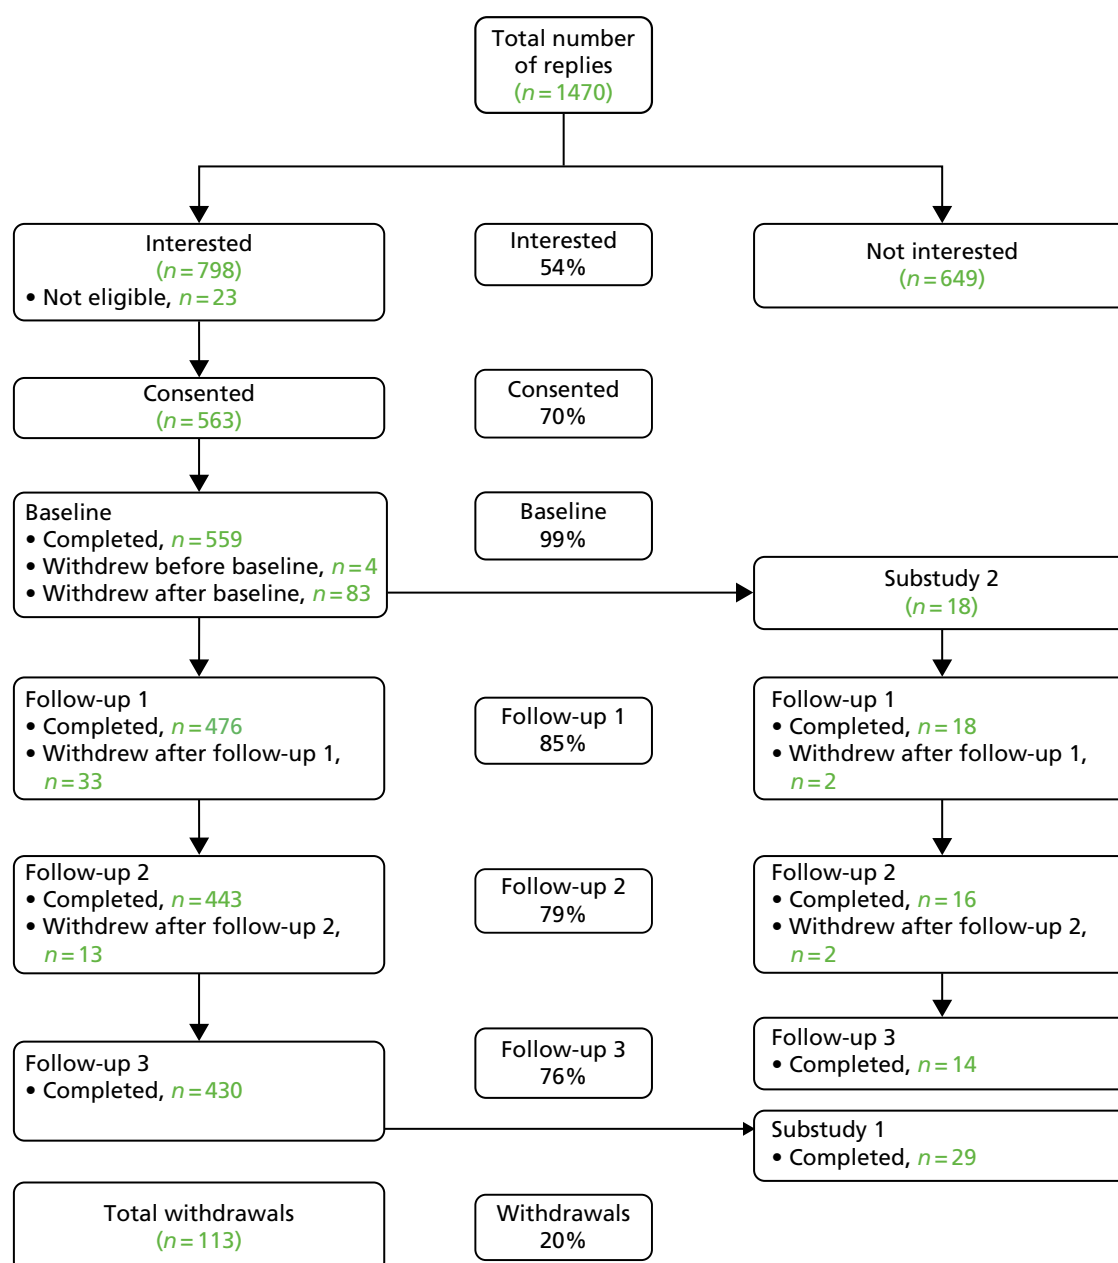 Total number
of replies
(n=1470)
Interested
(n=798)
• Not eligible, n=23
Interested
54%
Not interested
(n=649)
Consented
(n=563)
Consented
70%
Baseline
• Completed, n=559
• Withdrew before baseline, n=4
• Withdrew after baseline, n=83
Baseline
99%
Substudy 2
(n=18)
Follow-up 1
• Completed, n=476
• Withdrew after follow-up 1,
n=33
Follow-up 1
85%
Follow-up 1
• Completed, n=18
• Withdrew after follow-up 1,
n=2
Follow-up 2
• Completed, n=443
• Withdrew after follow-up 2,
n=13
Follow-up 2
79%
Follow-up 2
• Completed, n=16
• Withdrew after follow-up 2,
n=2
Follow-up 3
• Completed, n=430
Follow-up 3
76%
Follow-up 3
• Completed, n=14
Substudy 1
• Completed, n=29
Total withdrawals
(n=113)
Withdrawals
20%